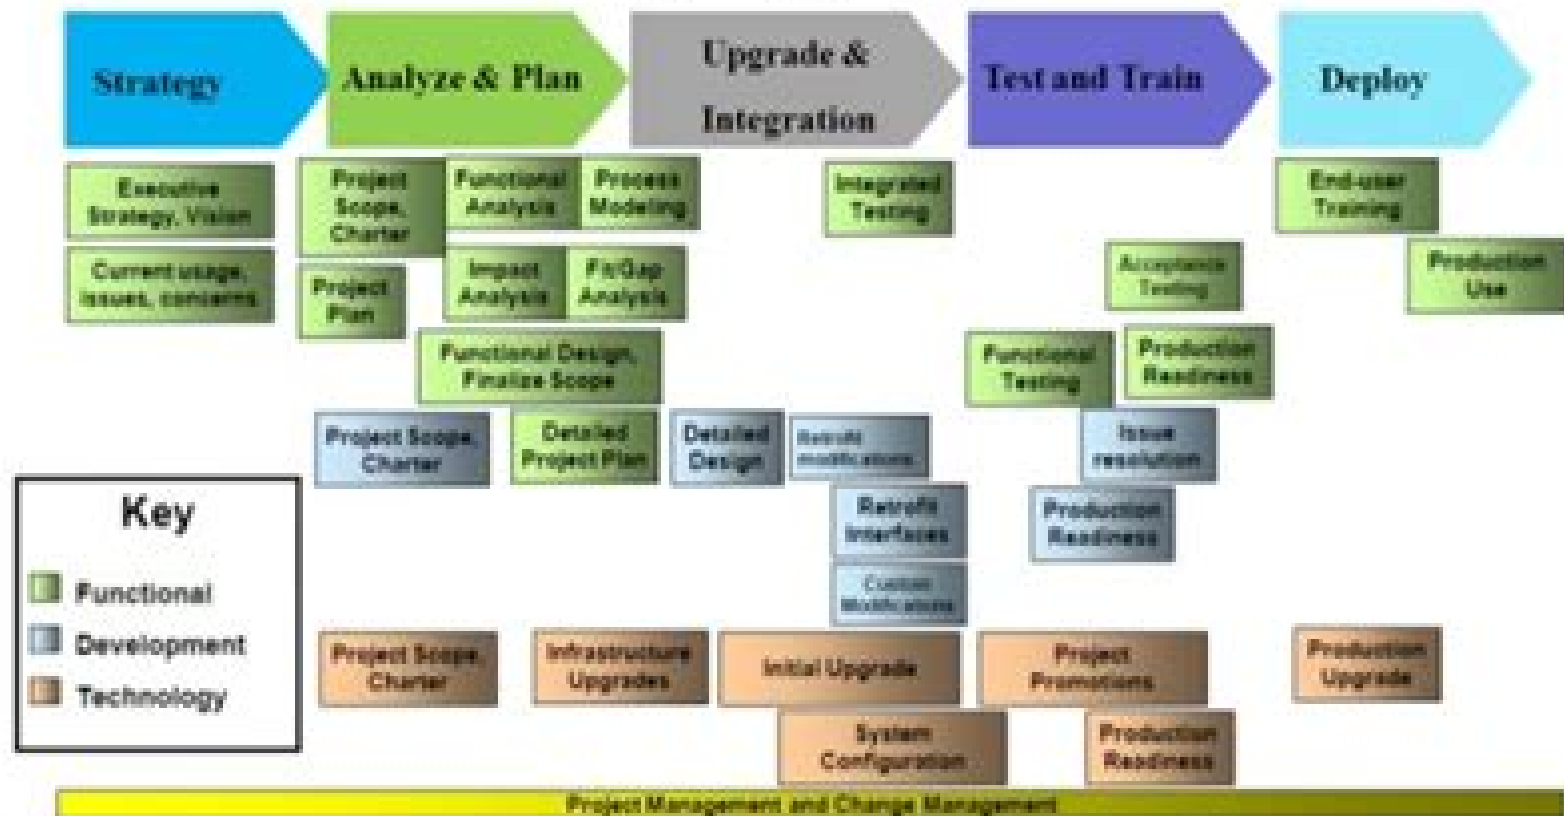 Strategy
Analyze & Plan
Upgrade &
Integration
Test and Train
Deploy
Executive
Strategy, Vision
Current usage,
issues, concerns
Project
Scope,
Charter
Functional
Analysis
Process
Modeling
Project
Plan
Impact
Analysis
Fit/Gap
Analysis
Functional Design,
Finalize Scope
Integrated
Testing
Acceptance
Testing
Functional
Testing
Production
Readiness
End-user
Training
Production
Use
Project Scope,
Charter
Detailed
Project Plan
Detailed
Design
Retrofit
modifications
Retrofit
Interfaces
Custom
Modifications
Issue
resolution
Production
Readiness
Key
Functional
Development
Technology
Project Scope,
Charter
Infrastructure
Upgrades
Initial Upgrade
System
Configuration
Project
Promotions
Production
Readiness
Production
Upgrade
Project Management and Change Management